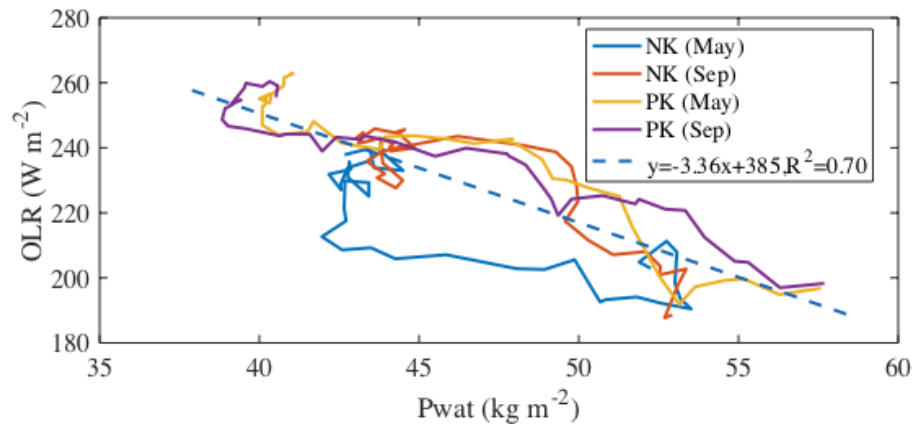 280
260
240
220
200
180
OLR (W m⁻²)
NK (May)
NK (Sep)
PK (May)
PK (Sep)
y=-3.36x+385,R²=0.70
35 40 45 50 55 60
Pwat (kg m⁻²)